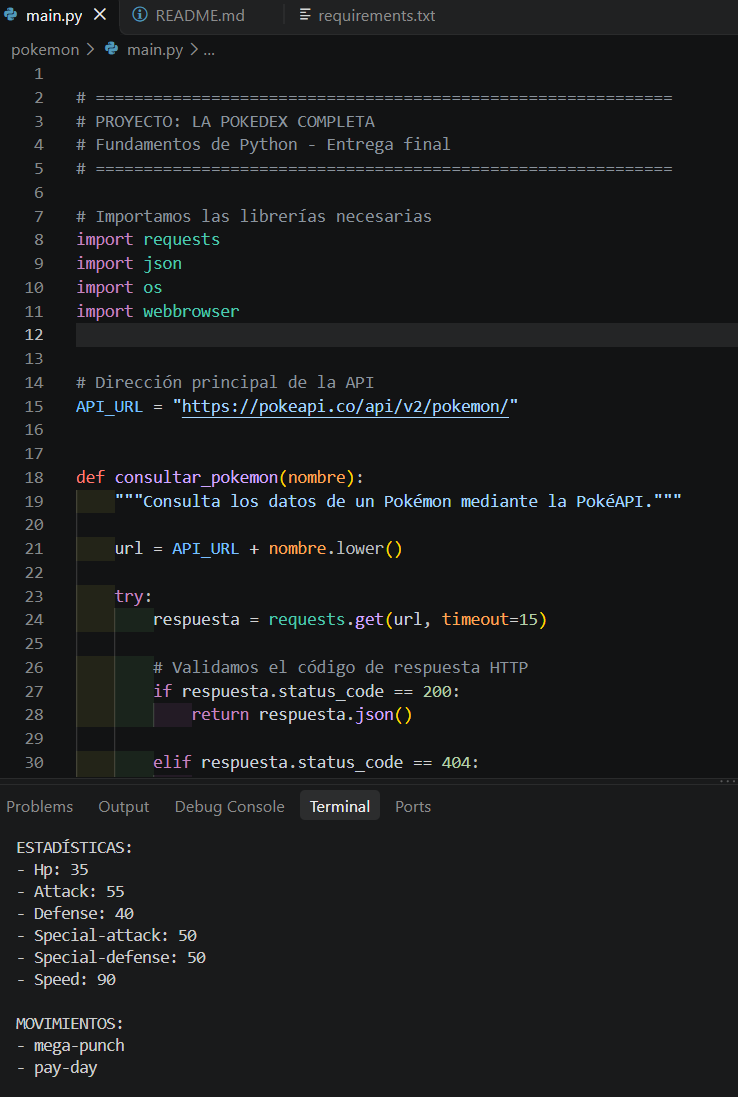 main.py
README.md
requirements.txt
pokemon > main.py > ...
1
2 # ============================================================
3 # PROYECTO: LA POKEDEX COMPLETA
4 # Fundamentos de Python - Entrega final
5 # ============================================================
6
7 # Importamos las librerías necesarias
8 import requests
9 import json
10 import os
11 import webbrowser
12
13
14 # Dirección principal de la API
15 API_URL = "https://pokeapi.co/api/v2/pokemon/"
16
17
18 def consultar_pokemon(nombre):
19     """Consulta los datos de un Pokémon mediante la PokéAPI."""
20
21     url = API_URL + nombre.lower()
22
23     try:
24         respuesta = requests.get(url, timeout=15)
25
26         # Validamos el código de respuesta HTTP
27         if respuesta.status_code == 200:
28             return respuesta.json()
29
30         elif respuesta.status_code == 404:
Problems Output Debug Console Terminal Ports
ESTADÍSTICAS:
- Hp: 35
- Attack: 55
- Defense: 40
- Special-attack: 50
- Special-defense: 50
- Speed: 90
MOVIMIENTOS:
- mega-punch
- pay-day